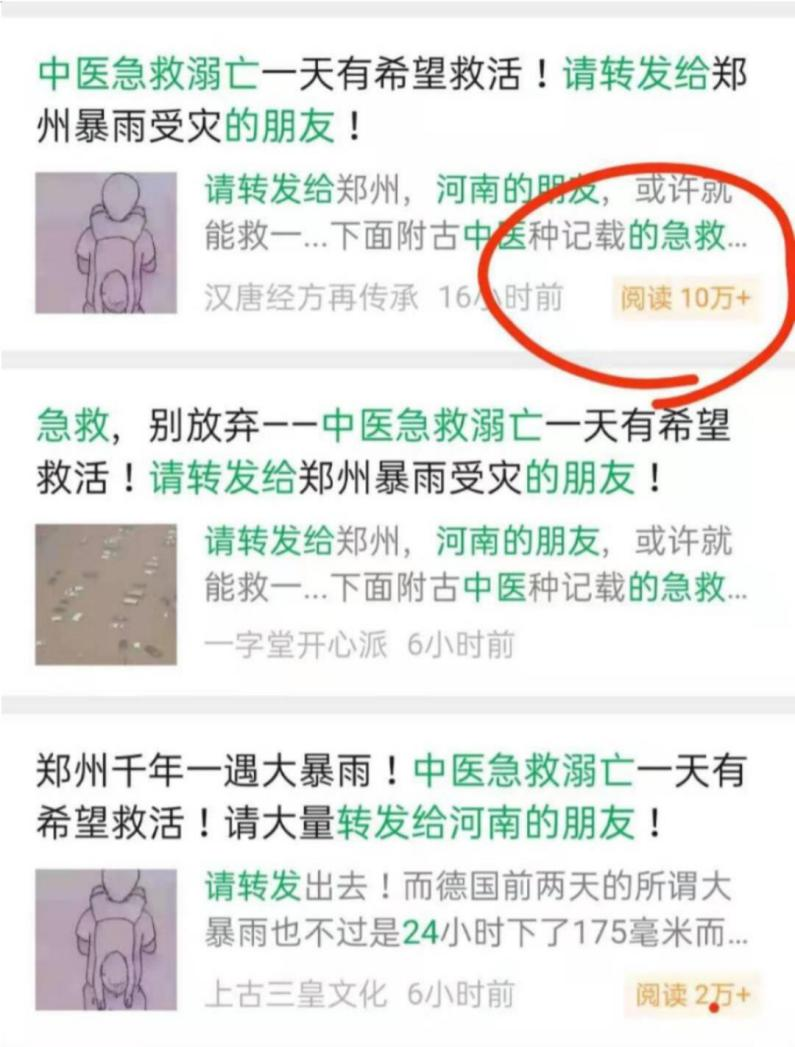 中医急救溺亡一天有希望救活！请转发给郑
州暴雨受灾的朋友！
请转发给郑州，河南的朋友，或许就
能救一...下面附古中医种记载的急救...
汉唐经方再传承 16小时前 阅读 10万+
急救，别放弃——中医急救溺亡一天有希望
救活！请转发给郑州暴雨受灾的朋友！
请转发给郑州，河南的朋友，或许就
能救一...下面附古中医种记载的急救...
一字堂开心派 6小时前
郑州千年一遇大暴雨！中医急救溺亡一天有
希望救活！请大量转发给河南的朋友！
请转发出去！而德国前两天的所谓大
暴雨也不过是24小时下了175毫米而...
上古三皇文化 6小时前 阅读 2万+